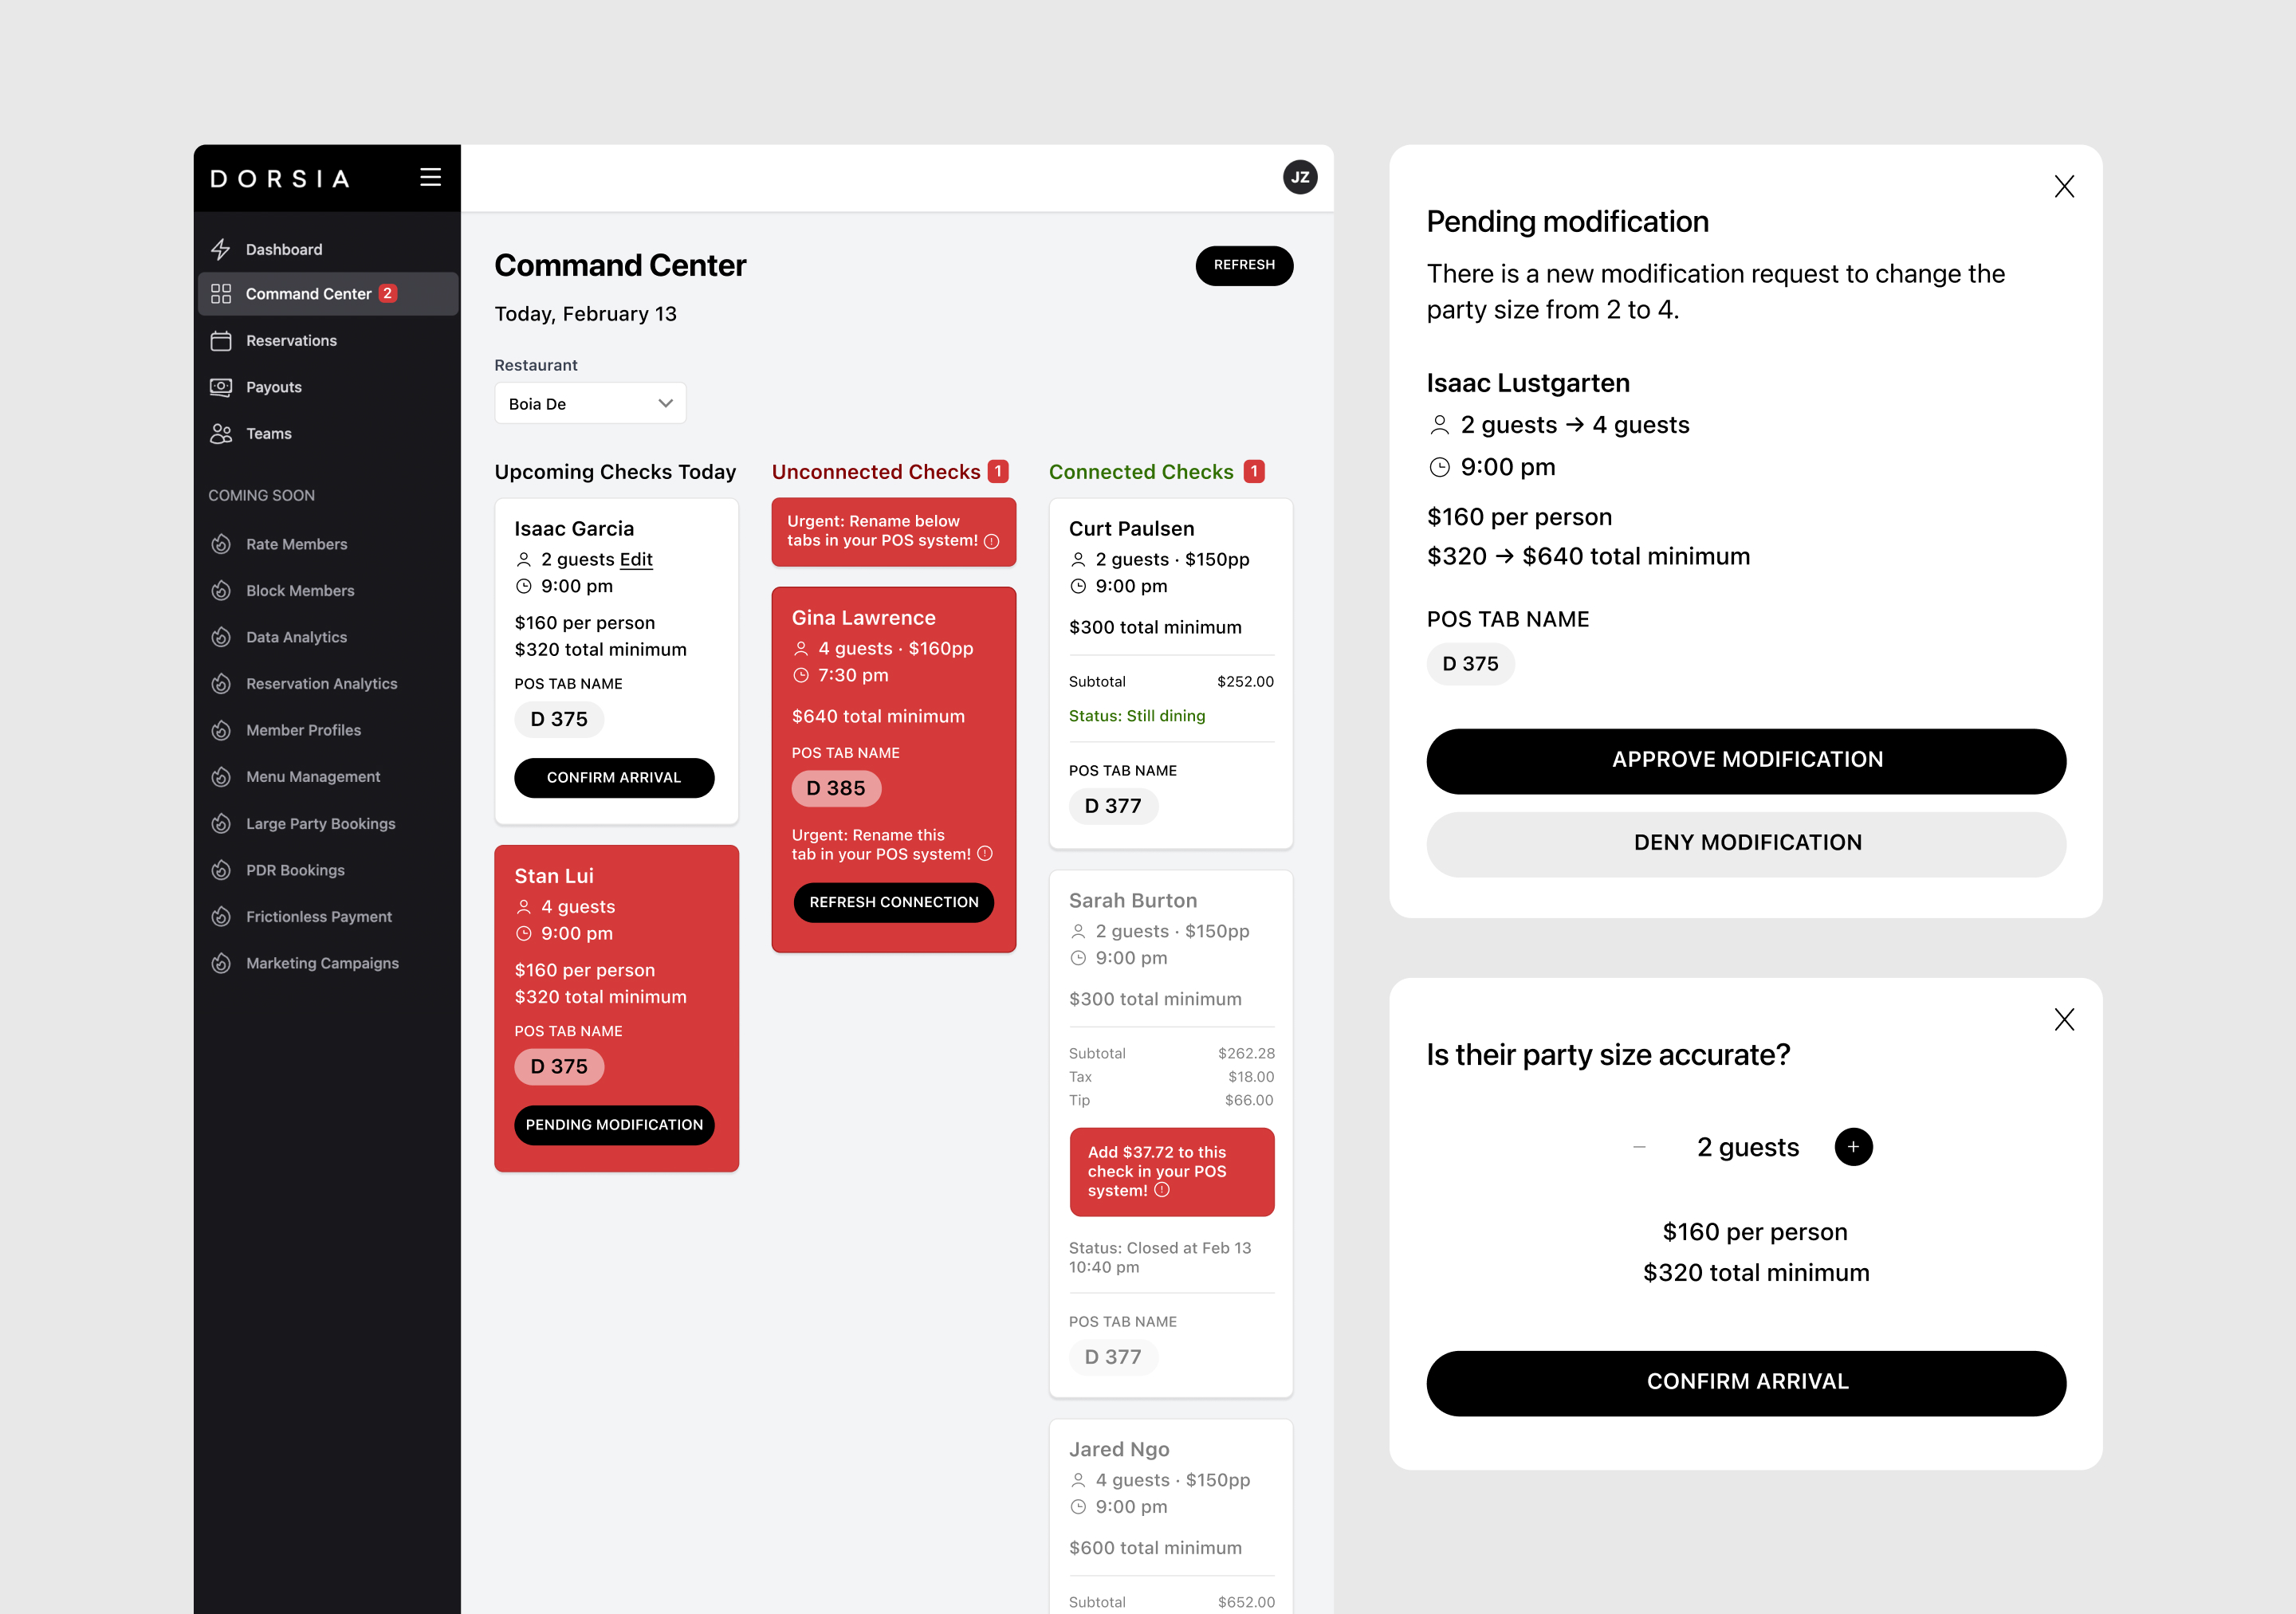 DORSIA
JZ
Dashboard
Command Center 2
Reservations
Payouts
Teams
COMING SOON
Rate Members
Block Members
Data Analytics
Reservation Analytics
Member Profiles
Menu Management
Large Party Bookings
PDR Bookings
Frictionless Payment
Marketing Campaigns
Command Center
REFRESH
Today, February 13
Restaurant
Boia De
Upcoming Checks Today
Isaac Garcia
2 guests Edit
9:00 pm
$160 per person
$320 total minimum
POS TAB NAME
D 375
CONFIRM ARRIVAL
Stan Lui
4 guests
9:00 pm
$160 per person
$320 total minimum
POS TAB NAME
D 375
PENDING MODIFICATION
Unconnected Checks 1
Urgent: Rename below
tabs in your POS system!
Gina Lawrence
4 guests · $160pp
7:30 pm
$640 total minimum
POS TAB NAME
D 385
Urgent: Rename this
tab in your POS system!
REFRESH CONNECTION
Connected Checks 1
Curt Paulsen
2 guests · $150pp
9:00 pm
$300 total minimum
Subtotal $252.00
Status: Still dining
POS TAB NAME
D 377
Sarah Burton
2 guests · $150pp
9:00 pm
$300 total minimum
Subtotal $262.28
Tax $18.00
Tip $66.00
Add $37.72 to this
check in your POS
system!
Status: Closed at Feb 13
10:40 pm
POS TAB NAME
D 377
Jared Ngo
4 guests · $150pp
9:00 pm
$600 total minimum
Subtotal $652.00
Pending modification
There is a new modification request to change the
party size from 2 to 4.
Isaac Lustgarten
2 guests → 4 guests
9:00 pm
$160 per person
$320 → $640 total minimum
POS TAB NAME
D 375
APPROVE MODIFICATION
DENY MODIFICATION
Is their party size accurate?
− 2 guests +
$160 per person
$320 total minimum
CONFIRM ARRIVAL